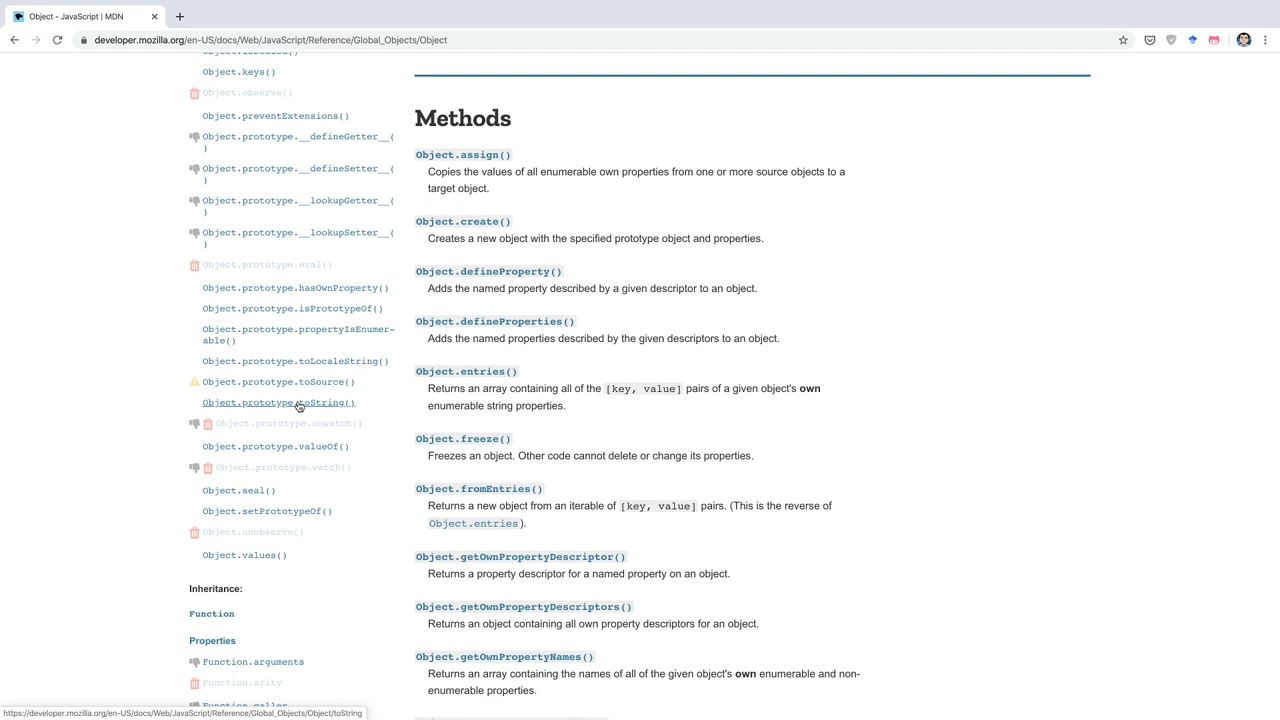 Object - JavaScript | MDN
developer.mozilla.org/en-US/docs/Web/JavaScript/Reference/Global_Objects/Object
Object.isSealed()
Object.keys()
Object.observe()
Object.preventExtensions()
Object.prototype.__defineGetter__(
)
Object.prototype.__defineSetter__(
)
Object.prototype.__lookupGetter__(
)
Object.prototype.__lookupSetter__(
)
Object.prototype.eval()
Object.prototype.hasOwnProperty()
Object.prototype.isPrototypeOf()
Object.prototype.propertyIsEnumer-
able()
Object.prototype.toLocaleString()
Object.prototype.toSource()
Object.prototype.toString()
Object.prototype.unwatch()
Object.prototype.valueOf()
Object.prototype.watch()
Object.seal()
Object.setPrototypeOf()
Object.unobserve()
Object.values()
Inheritance:
Function
Properties
Function.arguments
Function.arity
Function.caller
Methods
Object.assign()
Copies the values of all enumerable own properties from one or more source objects to a
target object.
Object.create()
Creates a new object with the specified prototype object and properties.
Object.defineProperty()
Adds the named property described by a given descriptor to an object.
Object.defineProperties()
Adds the named properties described by the given descriptors to an object.
Object.entries()
Returns an array containing all of the [key, value] pairs of a given object's own
enumerable string properties.
Object.freeze()
Freezes an object. Other code cannot delete or change its properties.
Object.fromEntries()
Returns a new object from an iterable of [key, value] pairs. (This is the reverse of
Object.entries).
Object.getOwnPropertyDescriptor()
Returns a property descriptor for a named property on an object.
Object.getOwnPropertyDescriptors()
Returns an object containing all own property descriptors for an object.
Object.getOwnPropertyNames()
Returns an array containing the names of all of the given object's own enumerable and non-
enumerable properties.
https://developer.mozilla.org/en-US/docs/Web/JavaScript/Reference/Global_Objects/Object/toString